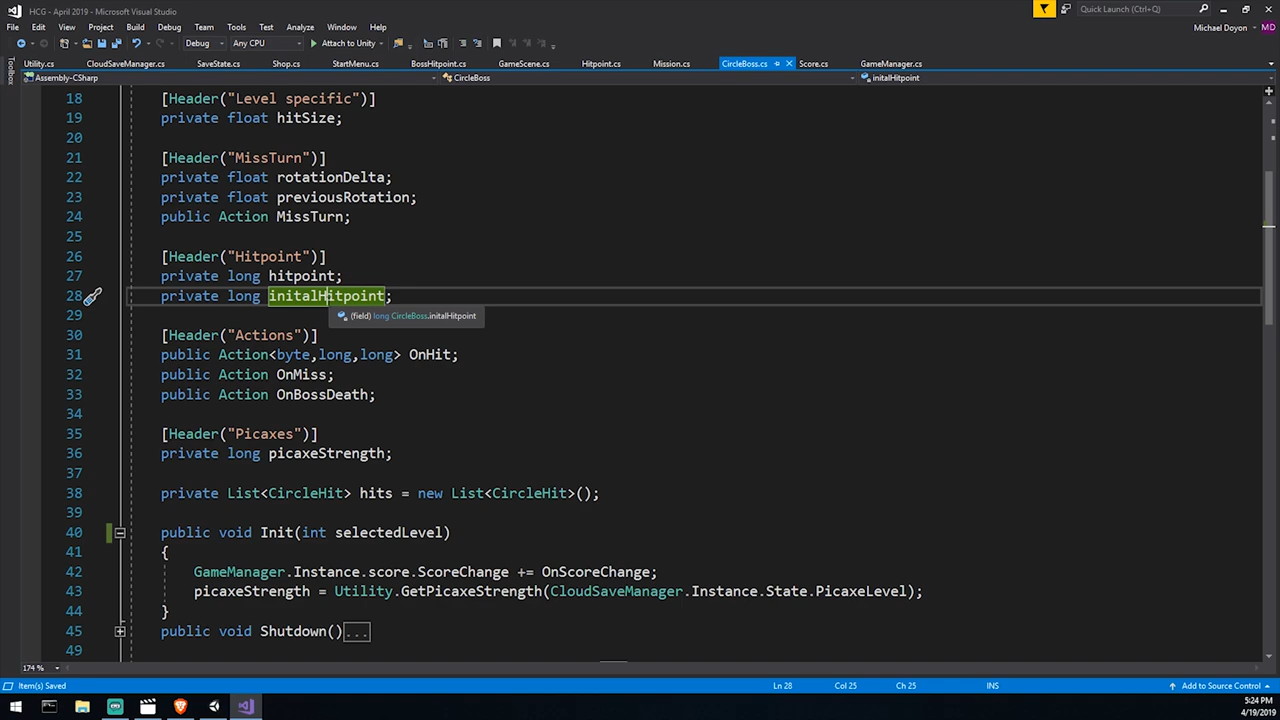 HCG - April 2019] - Microsoft Visual Studio
Quick Launch (Ctrl+Q)
File Edit View Project Build Debug Team Tools Test Analyze Window Help
Michael Doyon MD
Debug Any CPU Attach to Unity
Toolbox
Utility.cs CloudSaveManager.cs SaveState.cs Shop.cs StartMenu.cs BossHitpoint.cs GameScene.cs Hitpoint.cs Mission.cs CircleBoss.cs Score.cs GameManager.cs
Assembly-CSharp CircleBoss initalHitpoint
18 [Header("Level specific")]
19 private float hitSize;
20
21 [Header("MissTurn")]
22 private float rotationDelta;
23 private float previousRotation;
24 public Action MissTurn;
25
26 [Header("Hitpoint")]
27 private long hitpoint;
28 private long initalHitpoint;
29 (field) long CircleBoss.initalHitpoint
30 [Header("Actions")]
31 public Action<byte,long,long> OnHit;
32 public Action OnMiss;
33 public Action OnBossDeath;
34
35 [Header("Picaxes")]
36 private long picaxeStrength;
37
38 private List<CircleHit> hits = new List<CircleHit>();
39
40 public void Init(int selectedLevel)
41 {
42 GameManager.Instance.score.ScoreChange += OnScoreChange;
43 picaxeStrength = Utility.GetPicaxeStrength(CloudSaveManager.Instance.State.PicaxeLevel);
44 }
45 public void Shutdown()...
49
174 %
Item(s) Saved Ln 28 Col 25 Ch 25 INS Add to Source Control
5:24 PM
4/19/2019